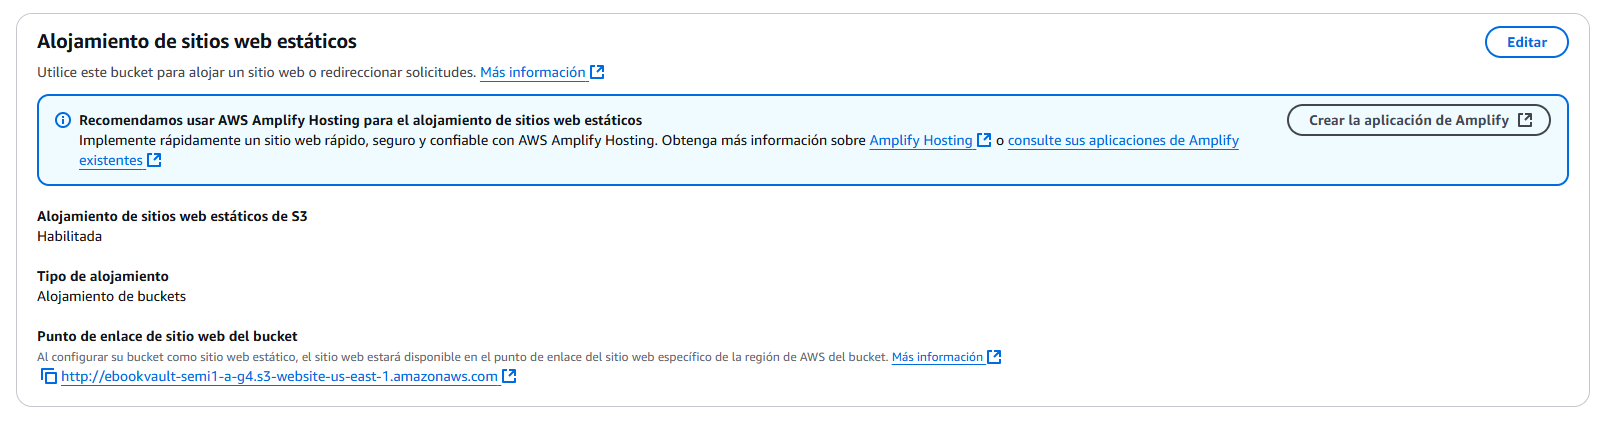 Alojamiento de sitios web estáticos
Editar
Utilice este bucket para alojar un sitio web o redireccionar solicitudes. Más información
Recomendamos usar AWS Amplify Hosting para el alojamiento de sitios web estáticos
Crear la aplicación de Amplify
Implemente rápidamente un sitio web rápido, seguro y confiable con AWS Amplify Hosting. Obtenga más información sobre Amplify Hosting o consulte sus aplicaciones de Amplify
existentes
Alojamiento de sitios web estáticos de S3
Habilitada
Tipo de alojamiento
Alojamiento de buckets
Punto de enlace de sitio web del bucket
Al configurar su bucket como sitio web estático, el sitio web estará disponible en el punto de enlace del sitio web específico de la región de AWS del bucket. Más información
http://ebookvault-semi1-a-g4.s3-website-us-east-1.amazonaws.com